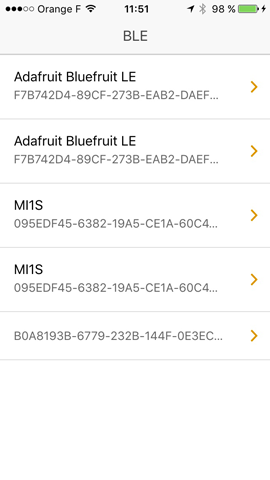 Orange F 11:51 98 %
BLE
Adafruit Bluefruit LE
F7B742D4-89CF-273B-EAB2-DAEF...
Adafruit Bluefruit LE
F7B742D4-89CF-273B-EAB2-DAEF...
MI1S
095EDF45-6382-19A5-CE1A-60C4...
MI1S
095EDF45-6382-19A5-CE1A-60C4...
B0A8193B-6779-232B-144F-0E3EC...